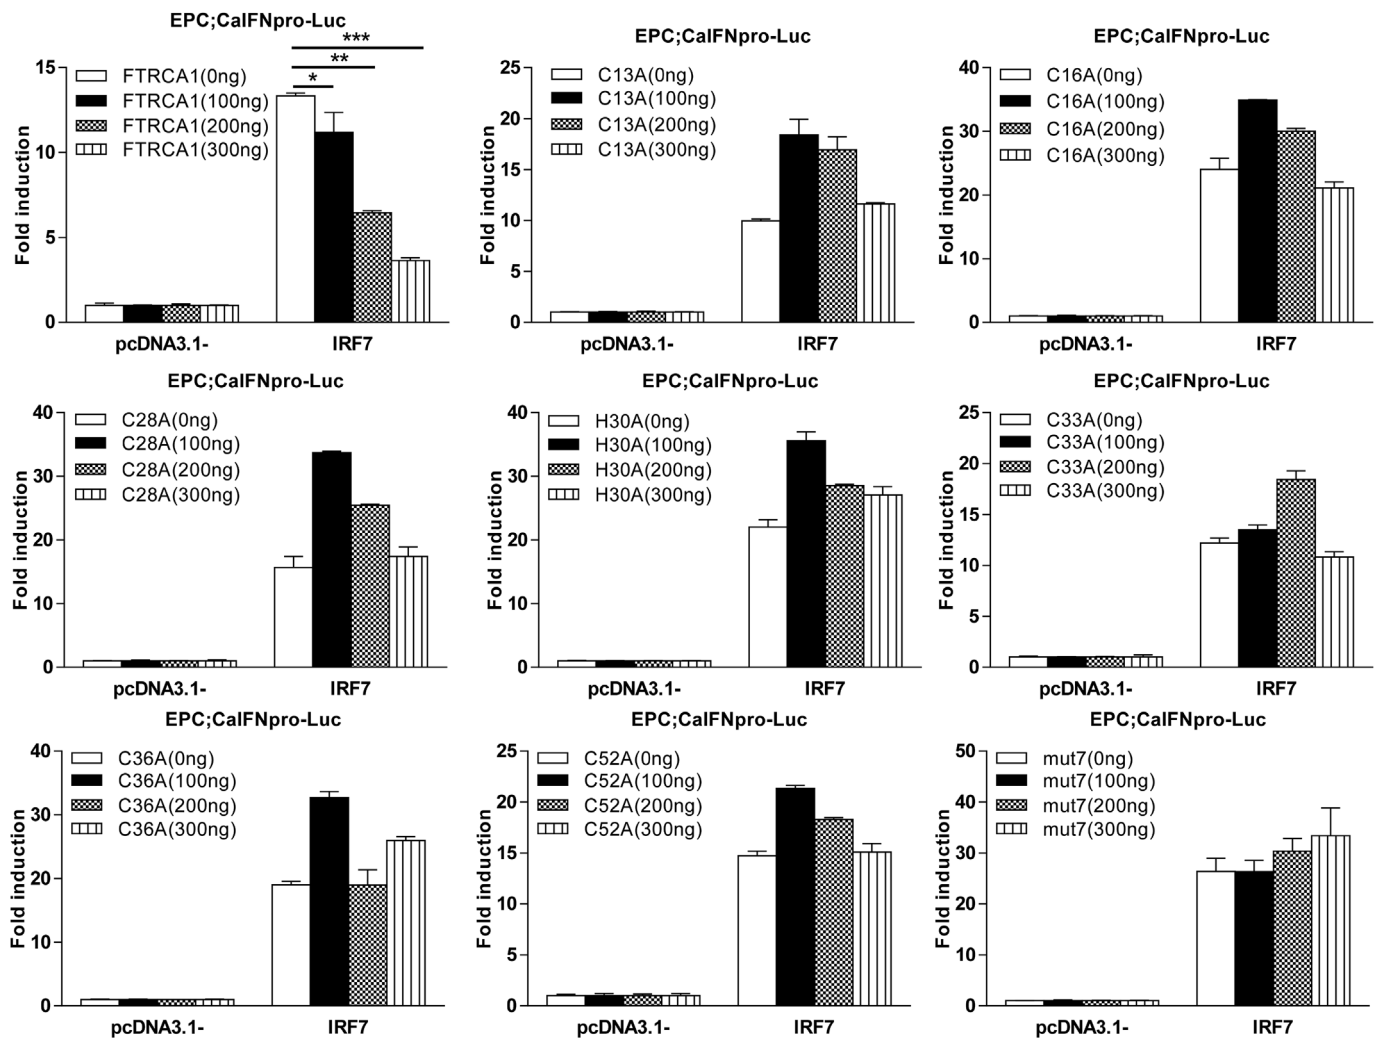 EPC;CaIFNpro-Luc
***
**
*
15
10
5
0
Fold induction
FTRCA1(0ng)
FTRCA1(100ng)
FTRCA1(200ng)
FTRCA1(300ng)
pcDNA3.1-
IRF7
EPC;CaIFNpro-Luc
25
20
15
10
5
0
Fold induction
C13A(0ng)
C13A(100ng)
C13A(200ng)
C13A(300ng)
pcDNA3.1-
IRF7
EPC;CaIFNpro-Luc
40
30
20
10
0
Fold induction
C16A(0ng)
C16A(100ng)
C16A(200ng)
C16A(300ng)
pcDNA3.1-
IRF7
EPC;CaIFNpro-Luc
40
30
20
10
0
Fold induction
C28A(0ng)
C28A(100ng)
C28A(200ng)
C28A(300ng)
pcDNA3.1-
IRF7
EPC;CaIFNpro-Luc
40
30
20
10
0
Fold induction
H30A(0ng)
H30A(100ng)
H30A(200ng)
H30A(300ng)
pcDNA3.1-
IRF7
EPC;CaIFNpro-Luc
25
20
15
10
5
0
Fold induction
C33A(0ng)
C33A(100ng)
C33A(200ng)
C33A(300ng)
pcDNA3.1-
IRF7
EPC;CaIFNpro-Luc
40
30
20
10
0
Fold induction
C36A(0ng)
C36A(100ng)
C36A(200ng)
C36A(300ng)
pcDNA3.1-
IRF7
EPC;CaIFNpro-Luc
25
20
15
10
5
0
Fold induction
C52A(0ng)
C52A(100ng)
C52A(200ng)
C52A(300ng)
pcDNA3.1-
IRF7
EPC;CaIFNpro-Luc
50
40
30
20
10
0
Fold induction
mut7(0ng)
mut7(100ng)
mut7(200ng)
mut7(300ng)
pcDNA3.1-
IRF7